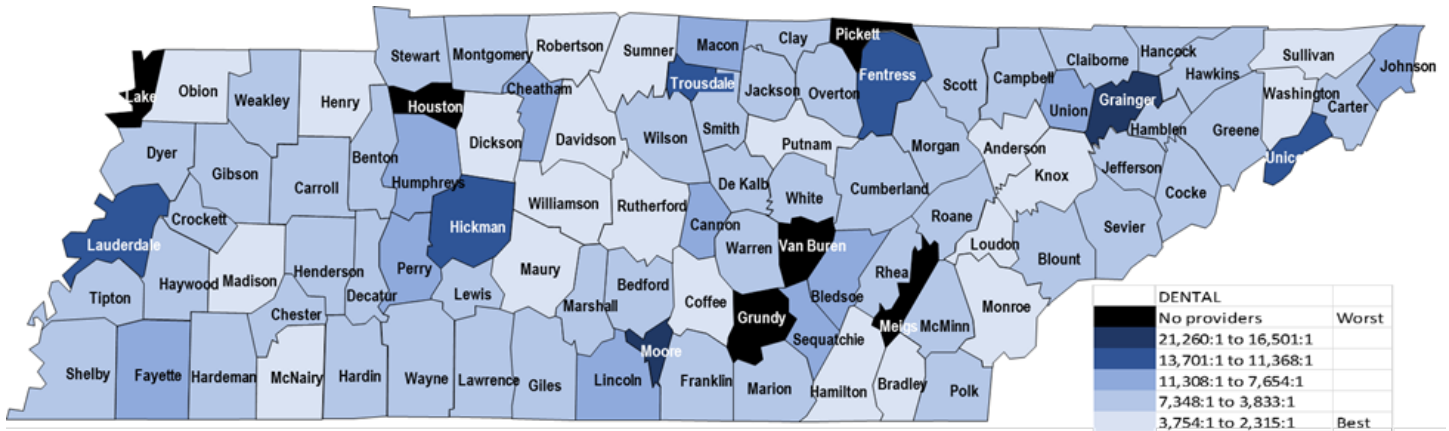 Stewart
Montgomery
Robertson
Sumner
Macon
Clay
Pickett
Fentress
Scott
Campbell
Claiborne
Hancock
Hawkins
Sullivan
Johnson
Lake
Obion
Weakley
Henry
Houston
Cheatham
Trousdale
Jackson
Overton
Union
Grainger
Hamblen
Greene
Washington
Carter
Unico
Dyer
Gibson
Carroll
Benton
Humphreys
Dickson
Davidson
Wilson
Smith
Putnam
Morgan
Anderson
Knox
Jefferson
Cocke
Lauderdale
Crockett
Haywood
Madison
Henderson
Decatur
Perry
Hickman
Williamson
Rutherford
Cannon
De Kalb
White
Cumberland
Roane
Loudon
Blount
Sevier
Tipton
Chester
Lewis
Maury
Marshall
Bedford
Coffee
Warren
Van Buren
Bledsoe
Rhea
Meigs
McMinn
Monroe
Shelby
Fayette
Hardeman
McNairy
Hardin
Wayne
Lawrence
Giles
Lincoln
Moore
Franklin
Grundy
Marion
Sequatchie
Hamilton
Bradley
Polk
DENTAL
No providers Worst
21,260:1 to 16,501:1
13,701:1 to 11,368:1
11,308:1 to 7,654:1
7,348:1 to 3,833:1
3,754:1 to 2,315:1 Best